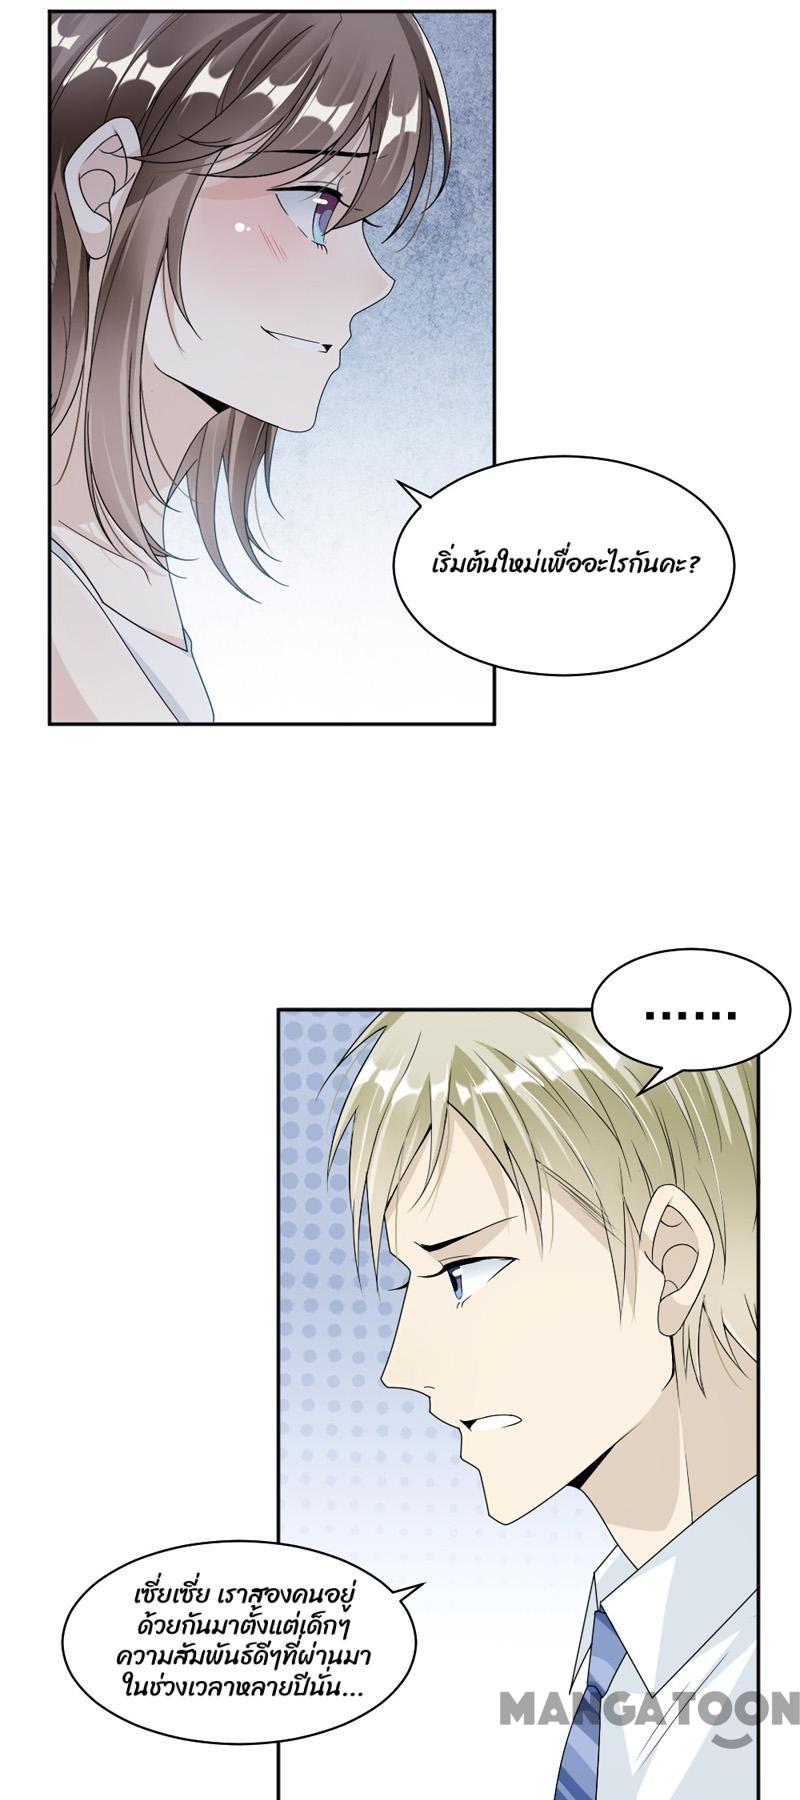 เริ่มต้นใหม่เพื่ออะไรกันคะ?
......
เซี่ยเซี่ย เราสองคนอยู่
ด้วยกันมาตั้งแต่เด็กๆ
ความสัมพันธ์ดีๆที่ผ่านมา
ในช่วงเวลาหลายปีนั่น...
MANGATOON